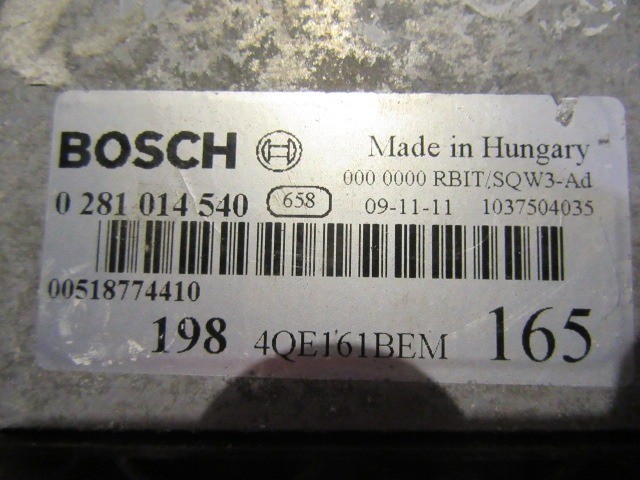 BOSCH Made in Hungary
000 0000 RBIT/SQW3-Ad
0 281 014 540 658 09-11-11 1037504035
00518774410
198 4QE161BEM 165